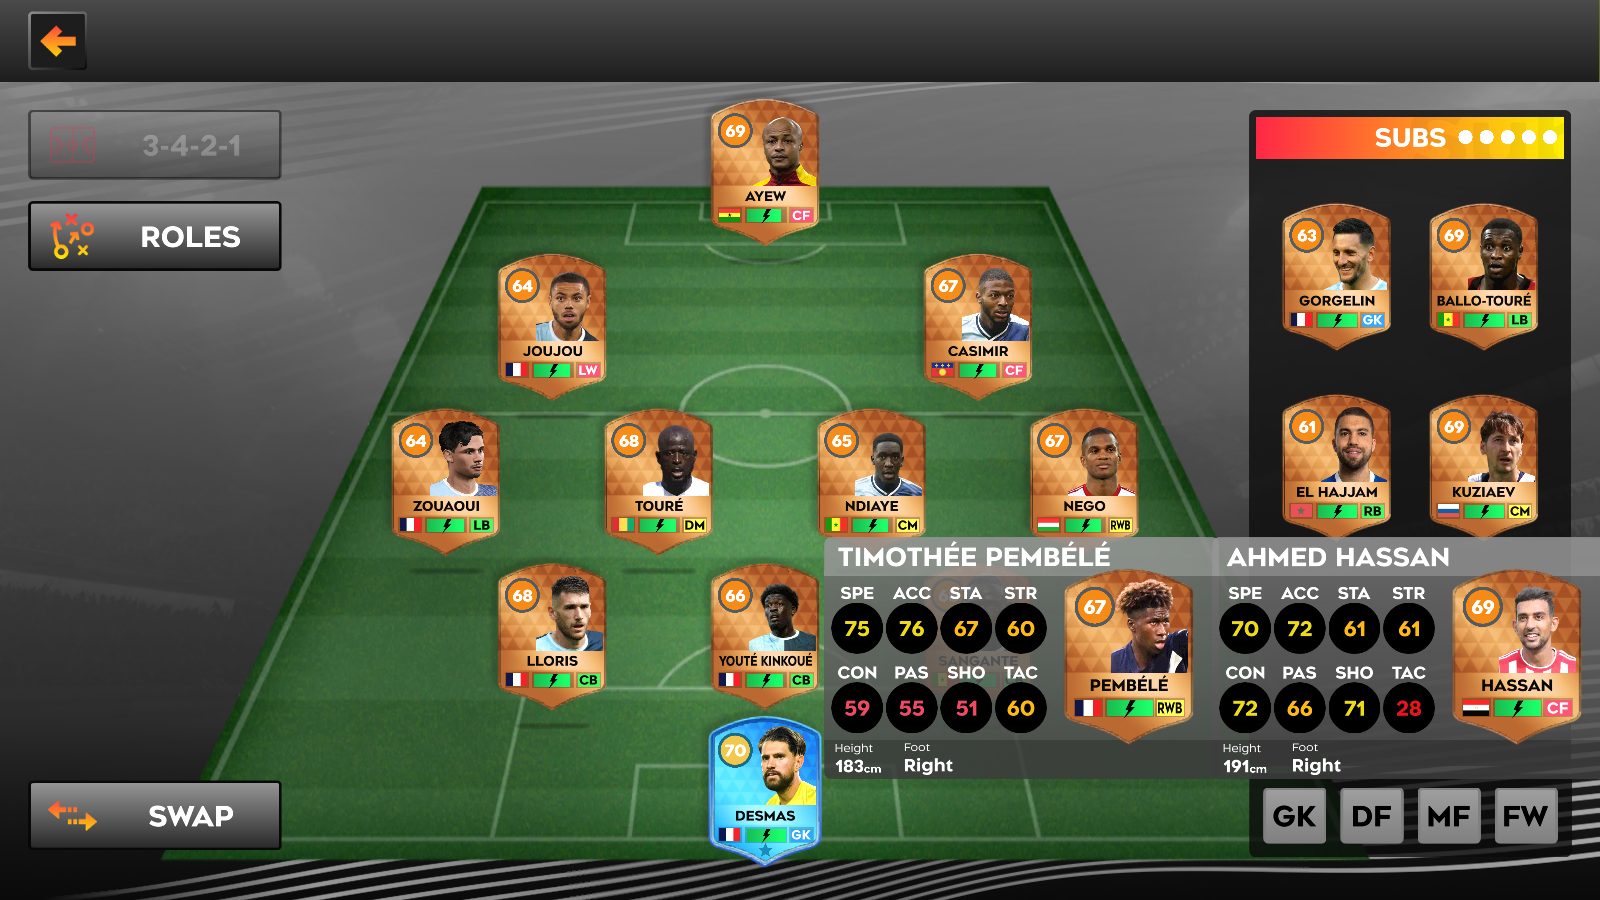 3-4-2-1
ROLES
SWAP
69
AYEW
CF
64
JOUJOU
LW
67
CASIMIR
CF
64
ZOUAOUI
LB
68
TOURÉ
DM
65
NDIAYE
CM
67
NEGO
RWB
68
LLORIS
CB
66
YOUTÉ KINKOUÉ
CB
SANGANTE
70
DESMAS
GK
SUBS
63
GORGELIN
GK
69
BALLO-TOURÉ
LB
61
EL HAJJAM
RB
69
KUZIAEV
CM
TIMOTHÉE PEMBÉLÉ
SPE ACC STA STR
75 76 67 60
CON PAS SHO TAC
59 55 51 60
Height Foot
183cm Right
67
PEMBÉLÉ
RWB
AHMED HASSAN
SPE ACC STA STR
70 72 61 61
CON PAS SHO TAC
72 66 71 28
Height Foot
191cm Right
69
HASSAN
CF
GK DF MF FW